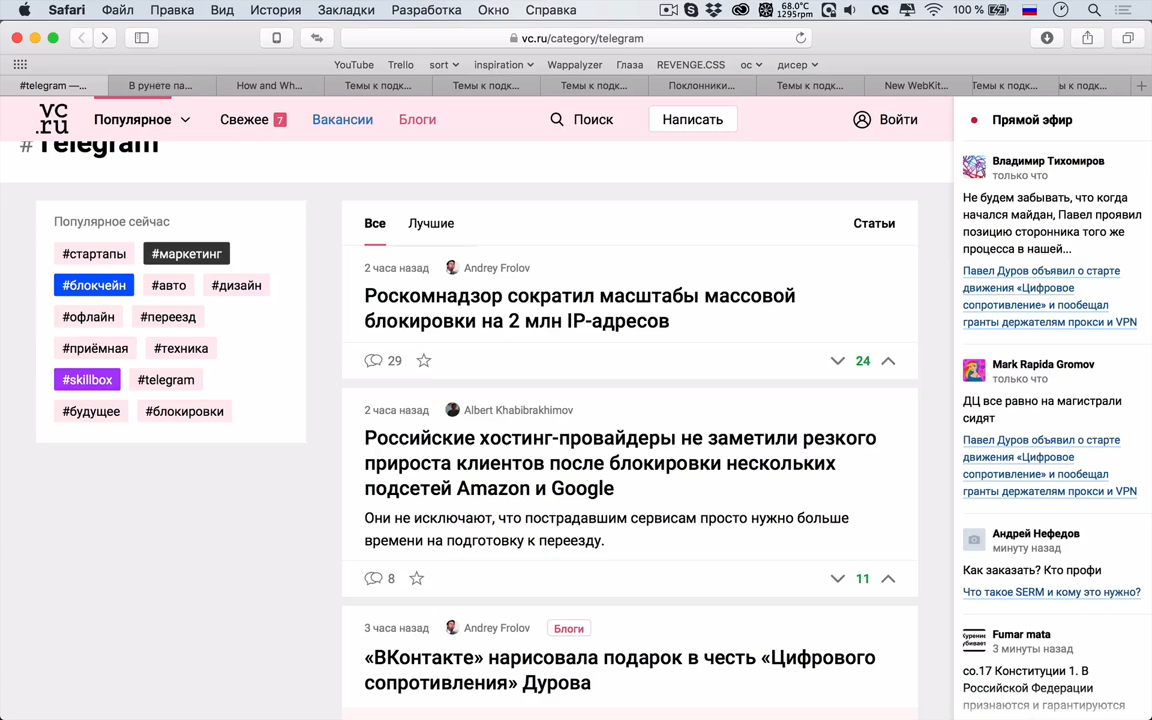 Safari Файл Правка Вид История Закладки Разработка Окно Справка 68.0°C 1295rpm 100 %
vc.ru/category/telegram
YouTube Trello sort inspiration Wappalyzer Глаза REVENGE.CSS ос дисер
#telegram —... В рунете па... How and Wh... Темы к подк... Темы к подк... Темы к подк... Поклонники... Темы к подк... New WebKit... Темы к подк... ы к подк...
vc.ru
Популярное Свежее 7 Вакансии Блоги Поиск Написать Войти
# Telegram
Популярное сейчас
#стартапы #маркетинг
#блокчейн #авто #дизайн
#офлайн #переезд
#приёмная #техника
#skillbox #telegram
#будущее #блокировки
Все Лучшие Статьи
2 часа назад Andrey Frolov
Роскомнадзор сократил масштабы массовой
блокировки на 2 млн IP-адресов
29 24
2 часа назад Albert Khabibrakhimov
Российские хостинг-провайдеры не заметили резкого
прироста клиентов после блокировки нескольких
подсетей Amazon и Google
Они не исключают, что пострадавшим сервисам просто нужно больше
времени на подготовку к переезду.
8 11
3 часа назад Andrey Frolov Блоги
«ВКонтакте» нарисовала подарок в честь «Цифрового
сопротивления» Дурова
Прямой эфир
Владимир Тихомиров
только что
Не будем забывать, что когда
начался майдан, Павел проявил
позицию сторонника того же
процесса в нашей...
Павел Дуров объявил о старте
движения «Цифровое
сопротивление» и пообещал
гранты держателям прокси и VPN
Mark Rapida Gromov
только что
ДЦ все равно на магистрали
сидят
Павел Дуров объявил о старте
движения «Цифровое
сопротивление» и пообещал
гранты держателям прокси и VPN
Андрей Нефедов
минуту назад
Как заказать? Кто профи
Что такое SERM и кому это нужно?
Fumar mata
3 минуты назад
со.17 Конституции 1. В
Российской Федерации
признаются и гарантируются